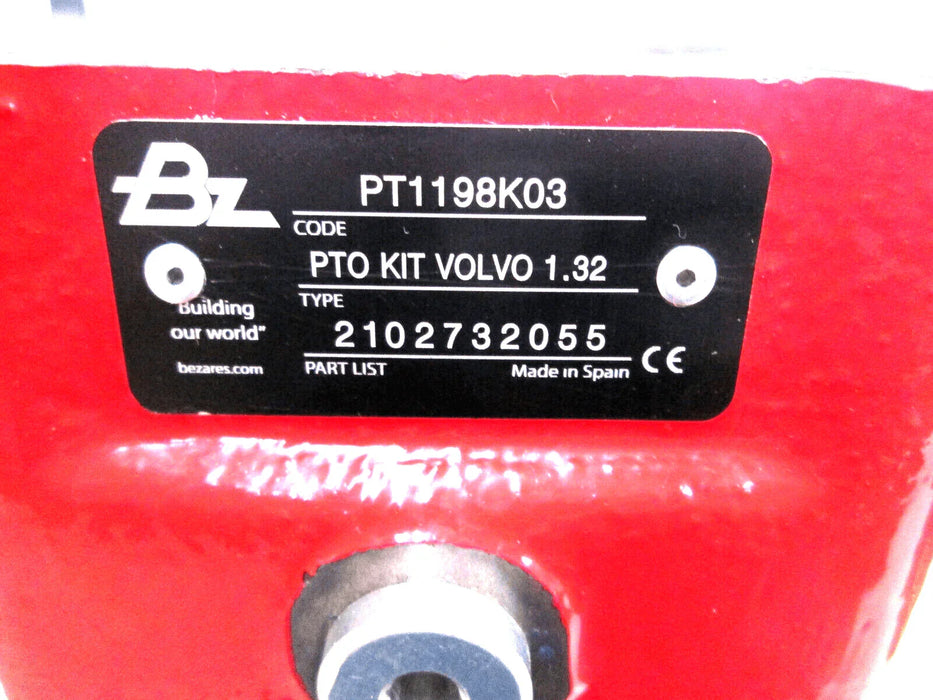 Bz
PT1198K03
CODE
PTO KIT VOLVO 1.32
TYPE
"Building
our world"
2102732055
PART LIST
Made in Spain
CE
bezares.com